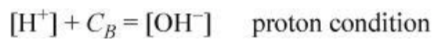 [H⁺] + C_B = [OH⁻] proton condition